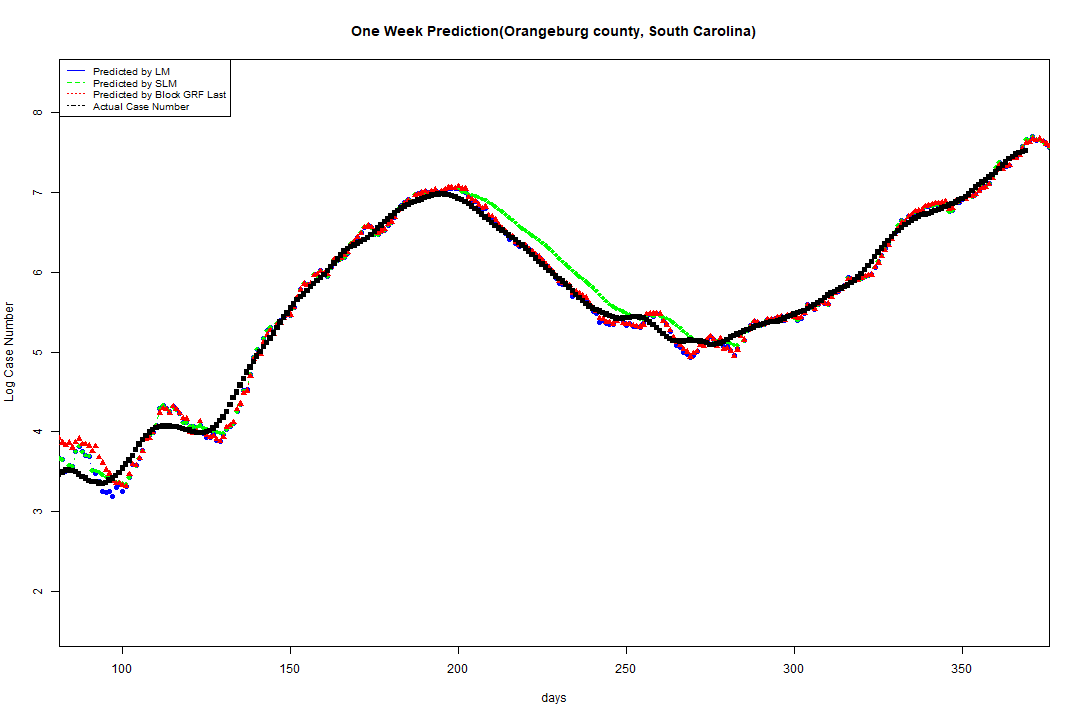 One Week Prediction(Orangeburg county, South Carolina)
Predicted by LM
Predicted by SLM
Predicted by Block GRF Last
Actual Case Number
8
7
6
5
4
3
2
Log Case Number
100 150 200 250 300 350
days